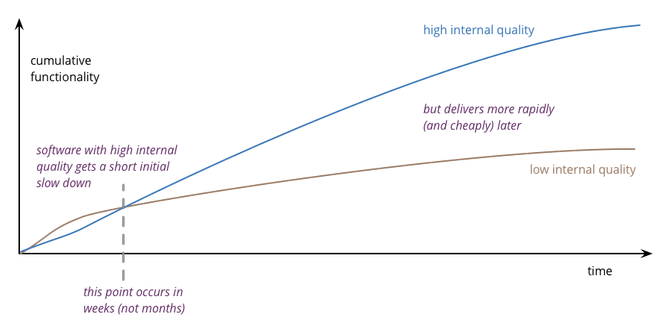 high internal quality
cumulative
functionality
but delivers more rapidly
(and cheaply) later
software with high internal
quality gets a short initial
slow down
low internal quality
time
this point occurs in
weeks (not months)